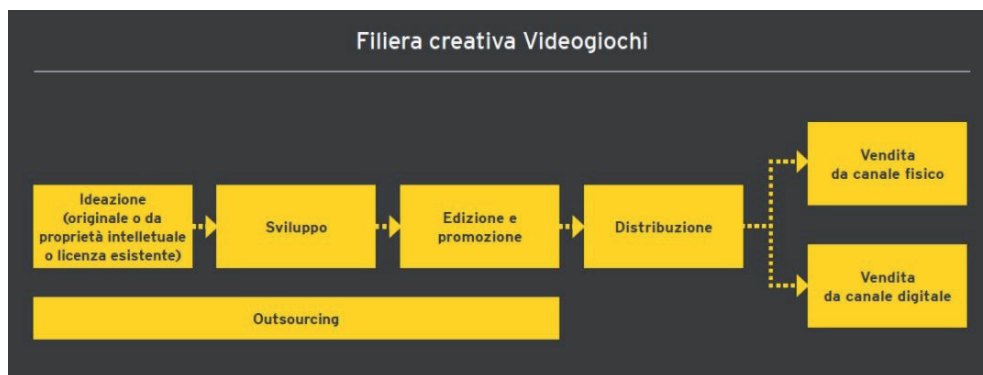 Filiera creativa Videogiochi
Ideazione
(originale o da
proprietà intelletuale
o licenza esistente)
Sviluppo
Edizione e
promozione
Distribuzione
Vendita
da canale fisico
Vendita
da canale digitale
Outsourcing